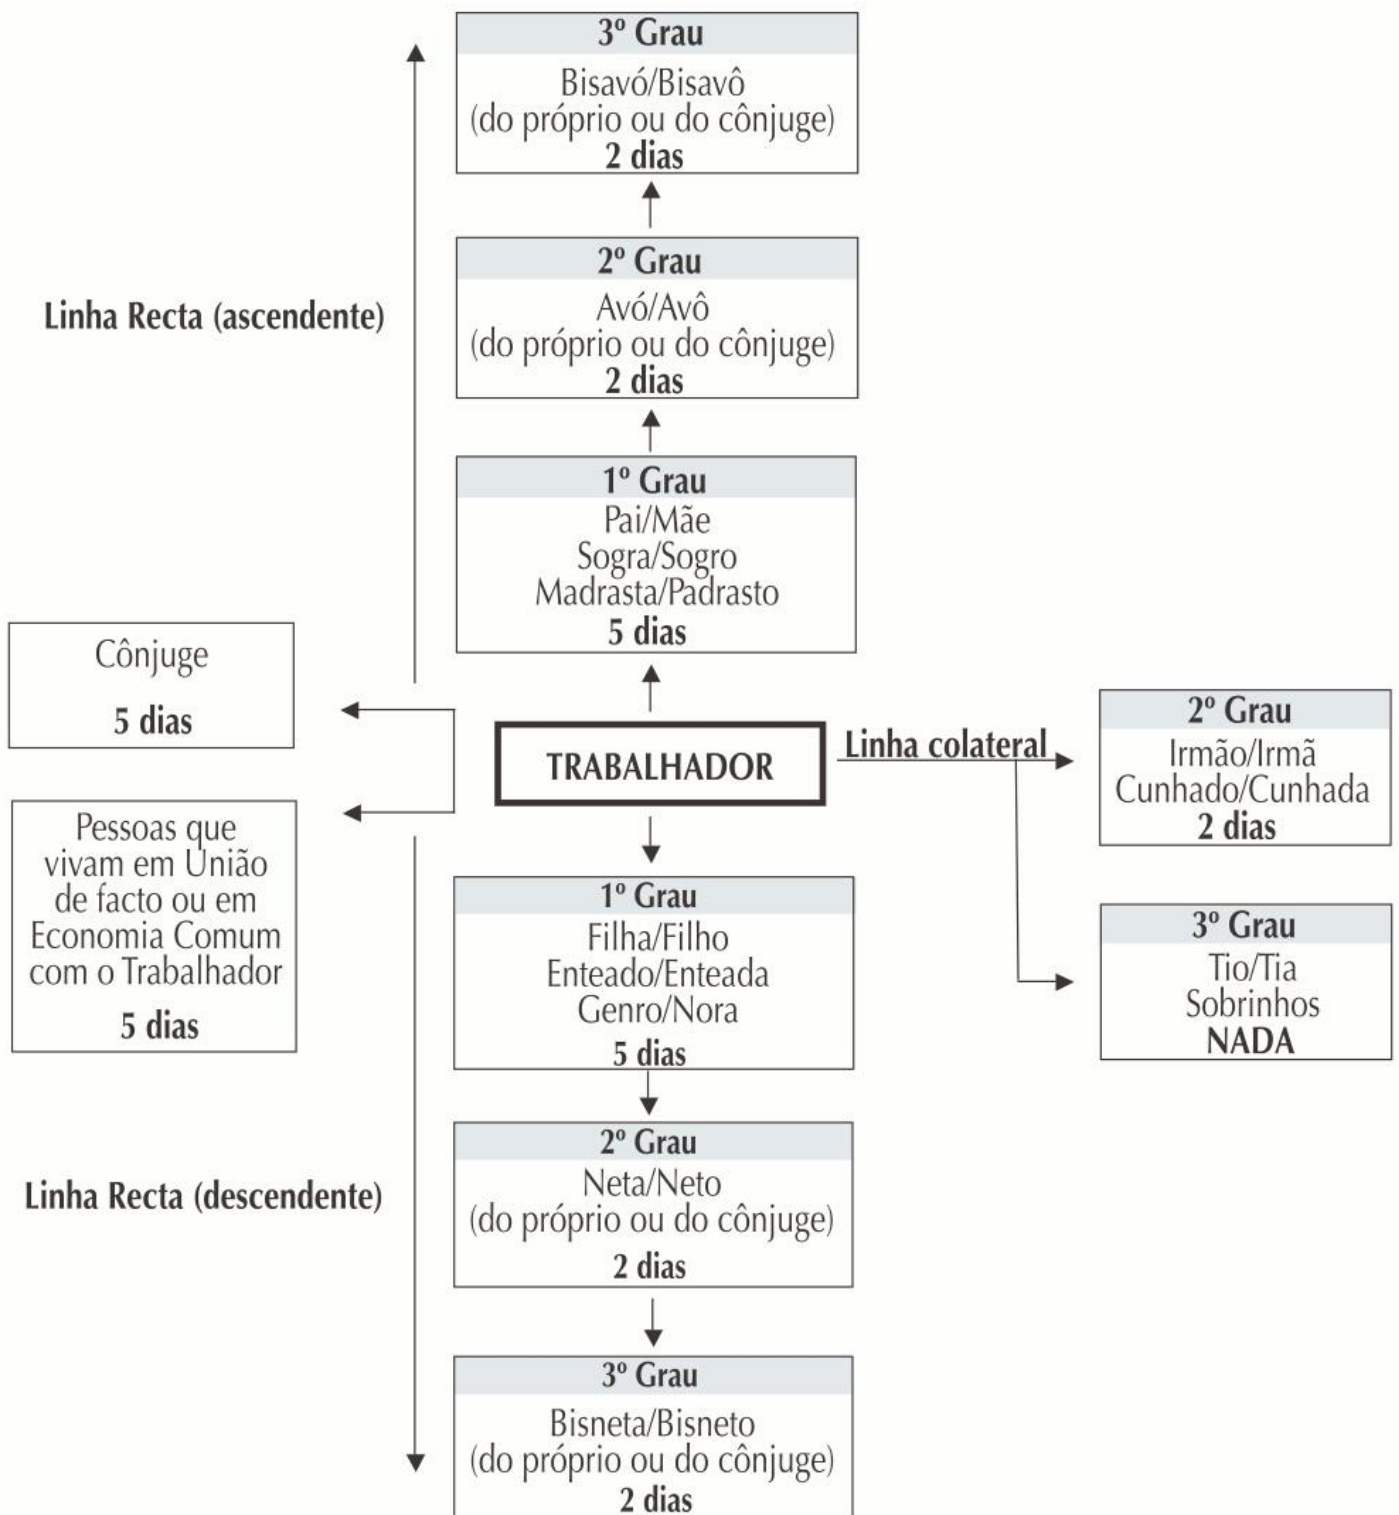 3º Grau
Bisavó/Bisavô
(do próprio ou do cônjuge)
2 dias
2º Grau
Avó/Avô
(do próprio ou do cônjuge)
2 dias
Linha Recta (ascendente)
1º Grau
Pai/Mãe
Sogra/Sogro
Madrasta/Padrasto
5 dias
Cônjuge
5 dias
TRABALHADOR
Linha colateral
2º Grau
Irmão/Irmã
Cunhado/Cunhada
2 dias
Pessoas que
vivam em União
de facto ou em
Economia Comum
com o Trabalhador
5 dias
1º Grau
Filha/Filho
Enteado/Enteada
Genro/Nora
5 dias
3º Grau
Tio/Tia
Sobrinhos
NADA
2º Grau
Neta/Neto
(do próprio ou do cônjuge)
2 dias
Linha Recta (descendente)
3º Grau
Bisneta/Bisneto
(do próprio ou do cônjuge)
2 dias